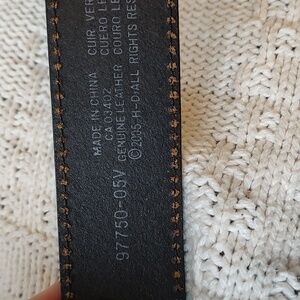 MADE IN CHINA
CA 03402
GENUINE LEATHER
©2005 H-D ALL RIGHTS RES
CUIR VER
CUERO LE
COURO LE
97750-05V